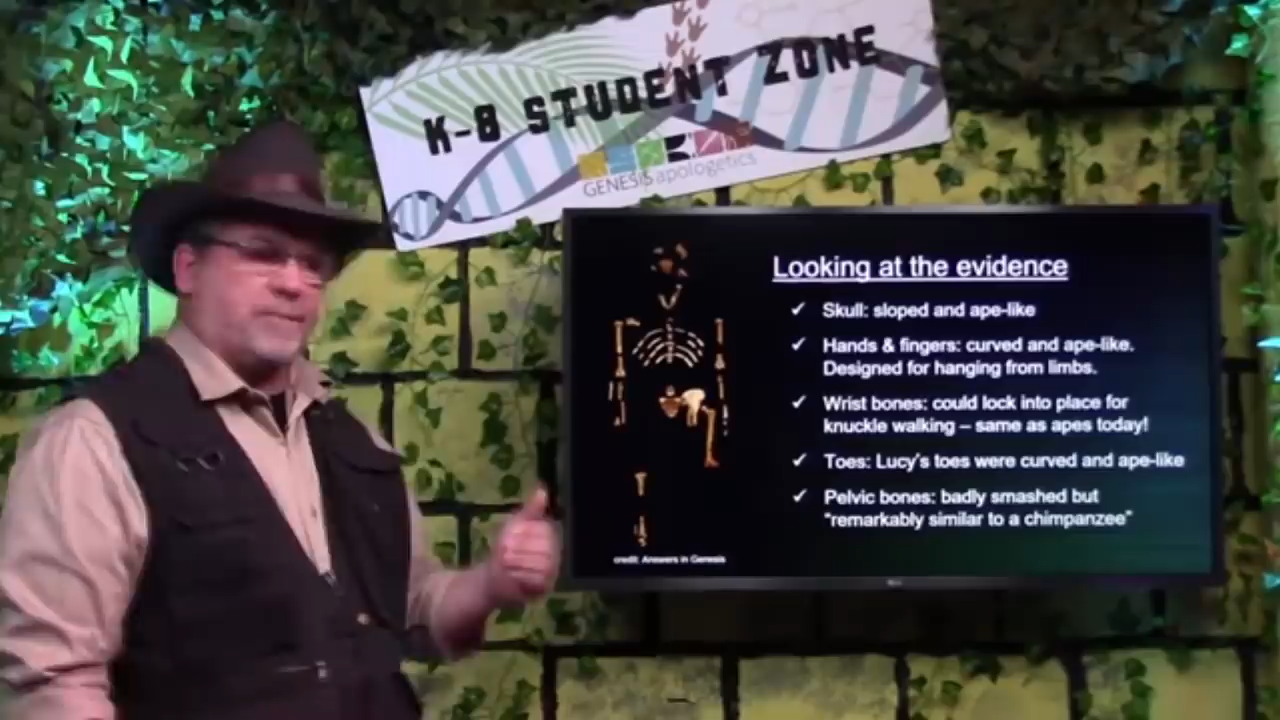 K-8 STUDENT ZONE
GENESIS apologetics
Looking at the evidence
✓ Skull: sloped and ape-like
✓ Hands & fingers: curved and ape-like.
Designed for hanging from limbs.
✓ Wrist bones: could lock into place for
knuckle walking – same as apes today!
✓ Toes: Lucy's toes were curved and ape-like
✓ Pelvic bones: badly smashed but
"remarkably similar to a chimpanzee"
credit: Answers in Genesis